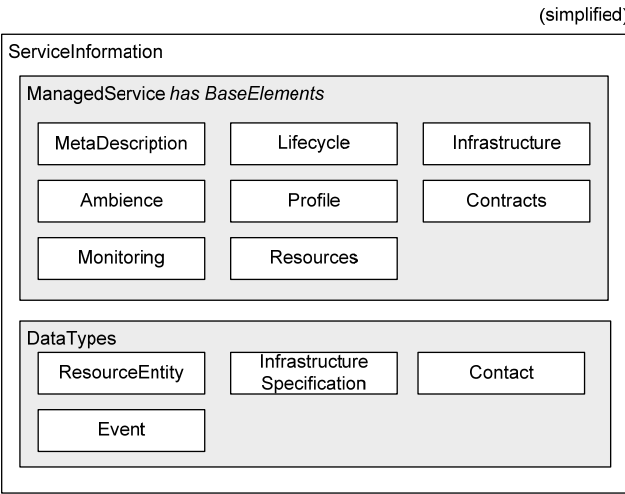 (simplified)
ServiceInformation
ManagedService has BaseElements
MetaDescription
Lifecycle
Infrastructure
Ambience
Profile
Contracts
Monitoring
Resources
DataTypes
ResourceEntity
Infrastructure
Specification
Contact
Event